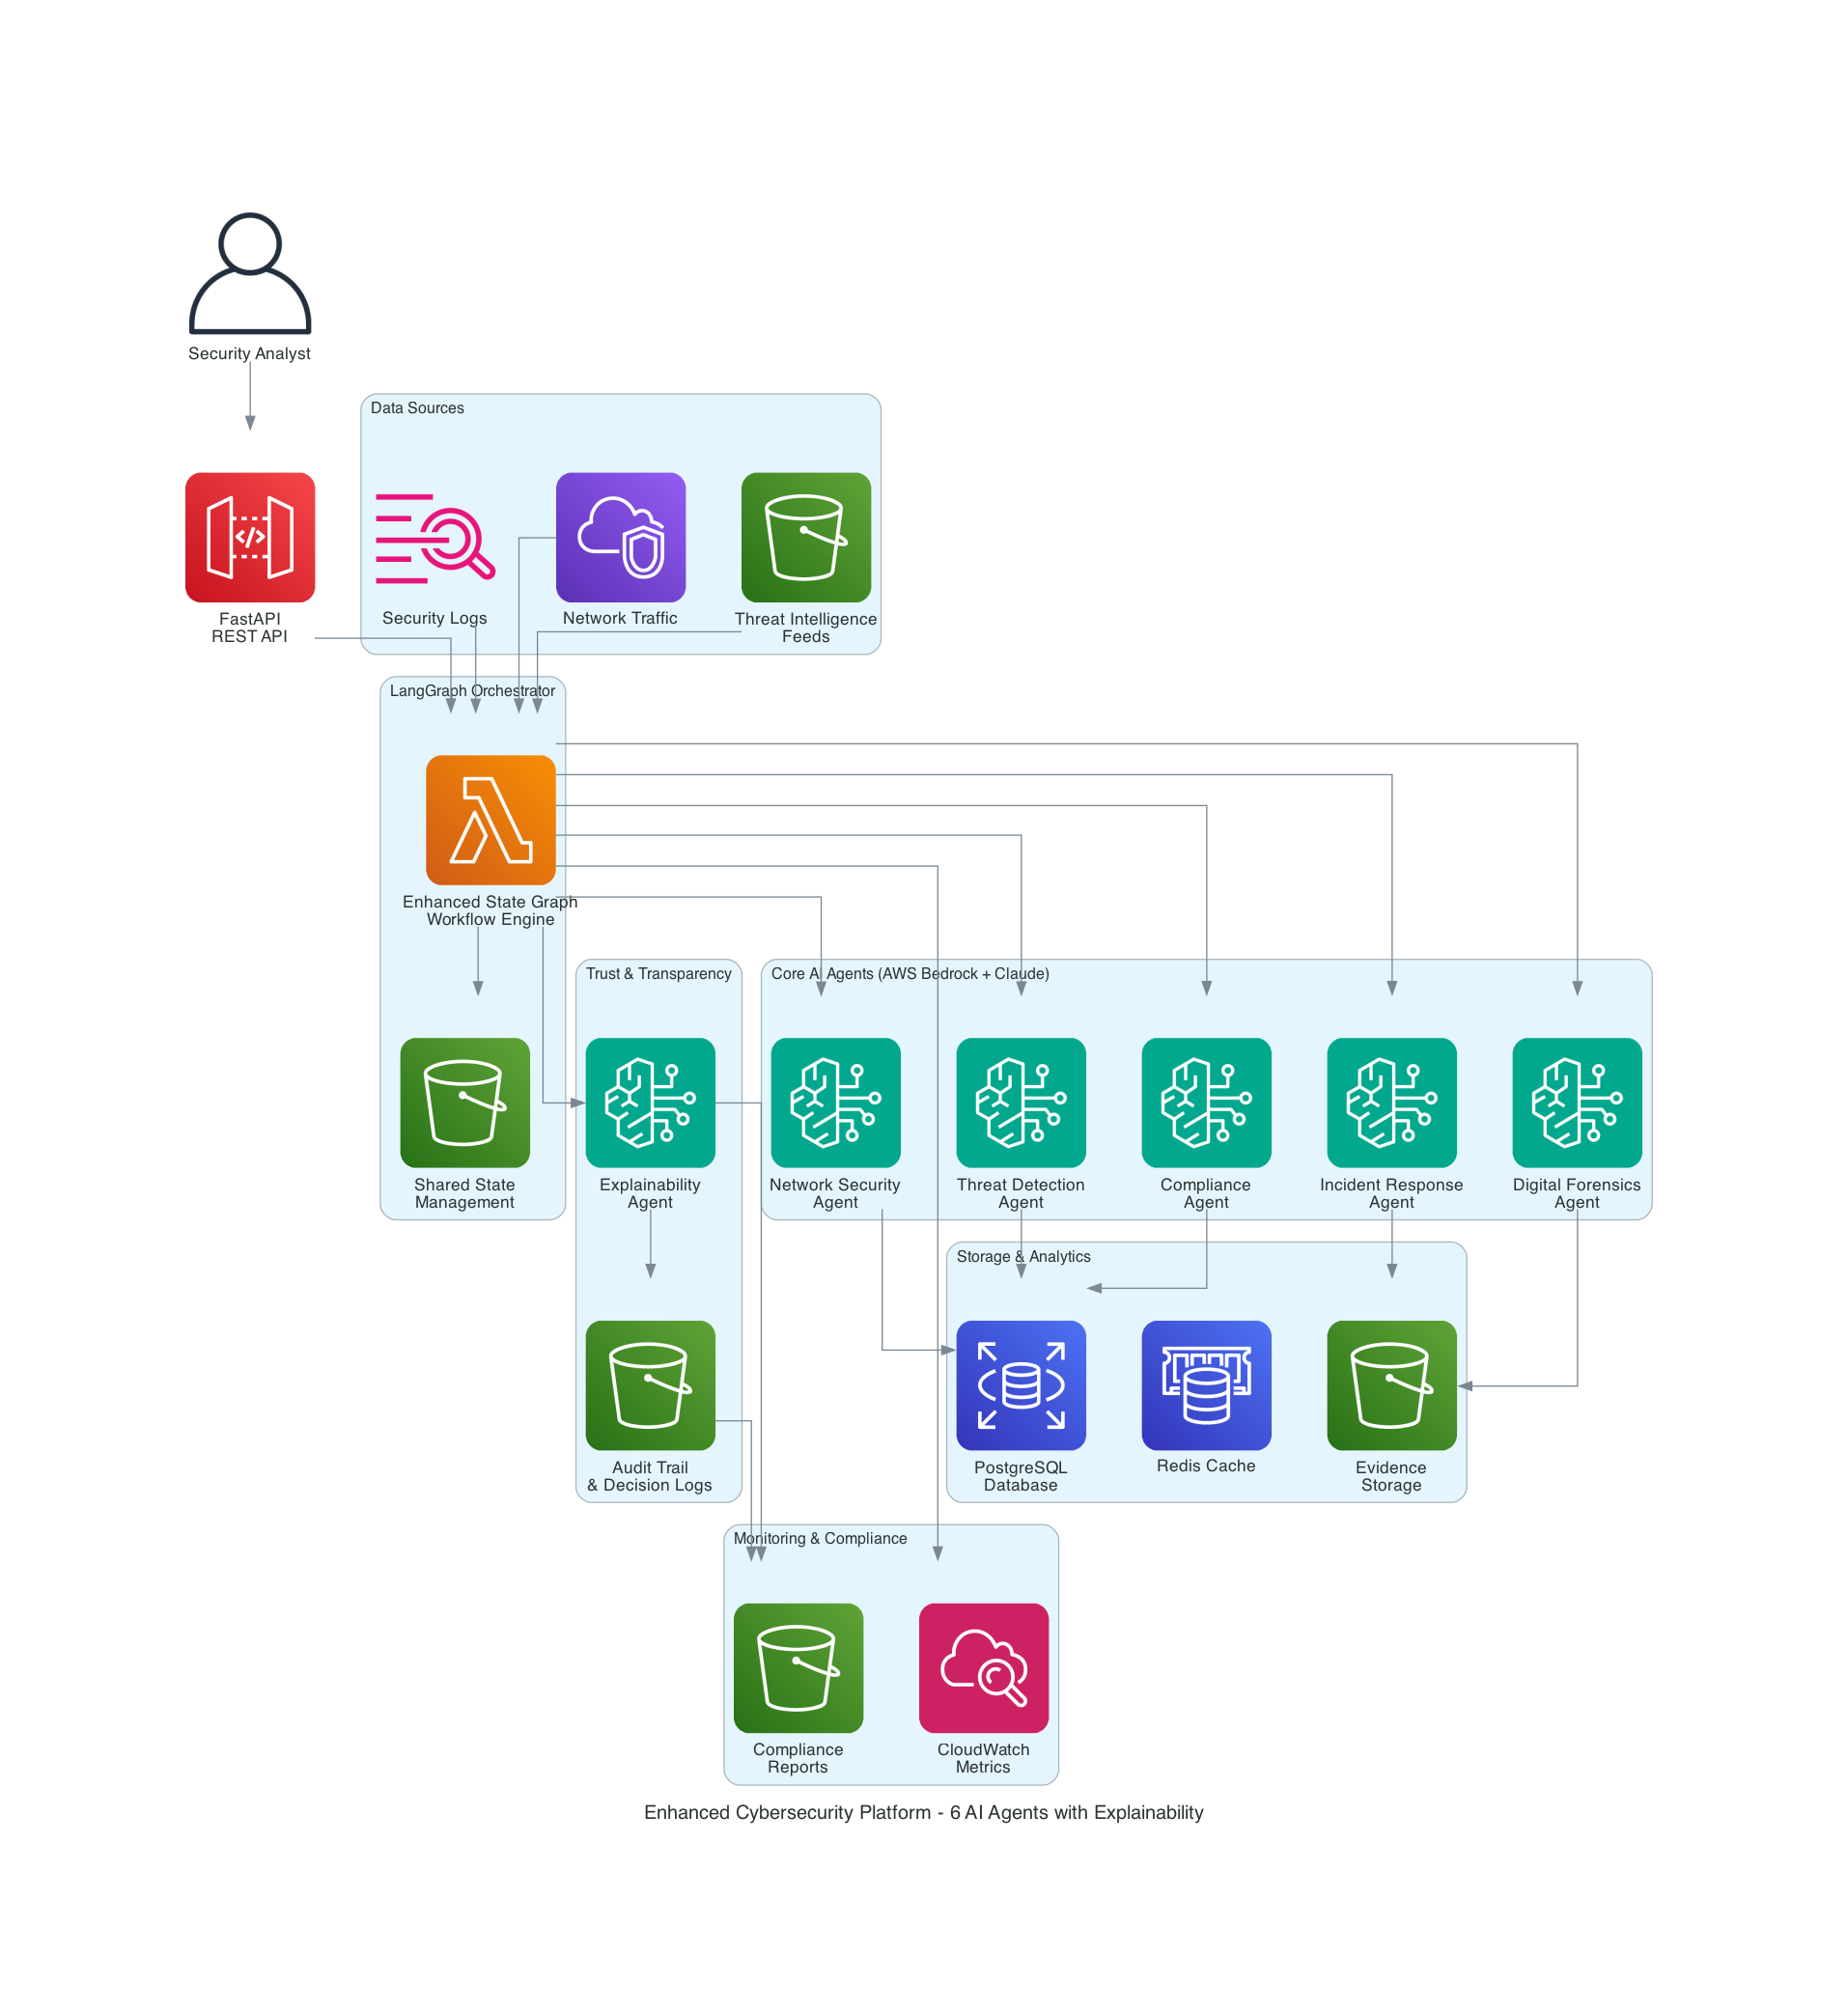 Security Analyst
Data Sources
FastAPI
REST API
Security Logs
Network Traffic
Threat Intelligence
Feeds
LangGraph Orchestrator
Enhanced State Graph
Workflow Engine
Trust & Transparency
Core AI Agents (AWS Bedrock + Claude)
Shared State
Management
Explainability
Agent
Network Security
Agent
Threat Detection
Agent
Compliance
Agent
Incident Response
Agent
Digital Forensics
Agent
Storage & Analytics
Audit Trail
& Decision Logs
PostgreSQL
Database
Redis Cache
Evidence
Storage
Monitoring & Compliance
Compliance
Reports
CloudWatch
Metrics
Enhanced Cybersecurity Platform - 6 AI Agents with Explainability